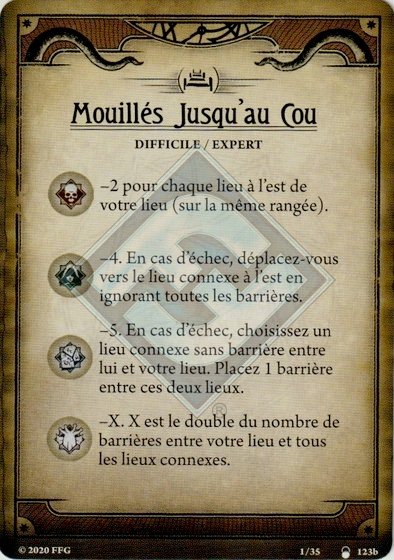 Mouillés Jusqu'au Cou
DIFFICILE / EXPERT
–2 pour chaque lieu à l'est de
votre lieu (sur la même rangée).
–4. En cas d'échec, déplacez-vous
vers le lieu connexe à l'est en
ignorant toutes les barrières.
–5. En cas d'échec, choisissez un
lieu connexe sans barrière entre
lui et votre lieu. Placez 1 barrière
entre ces deux lieux.
–X. X est le double du nombre de
barrières entre votre lieu et tous
les lieux connexes.
®
© 2020 FFG 1/35 123b